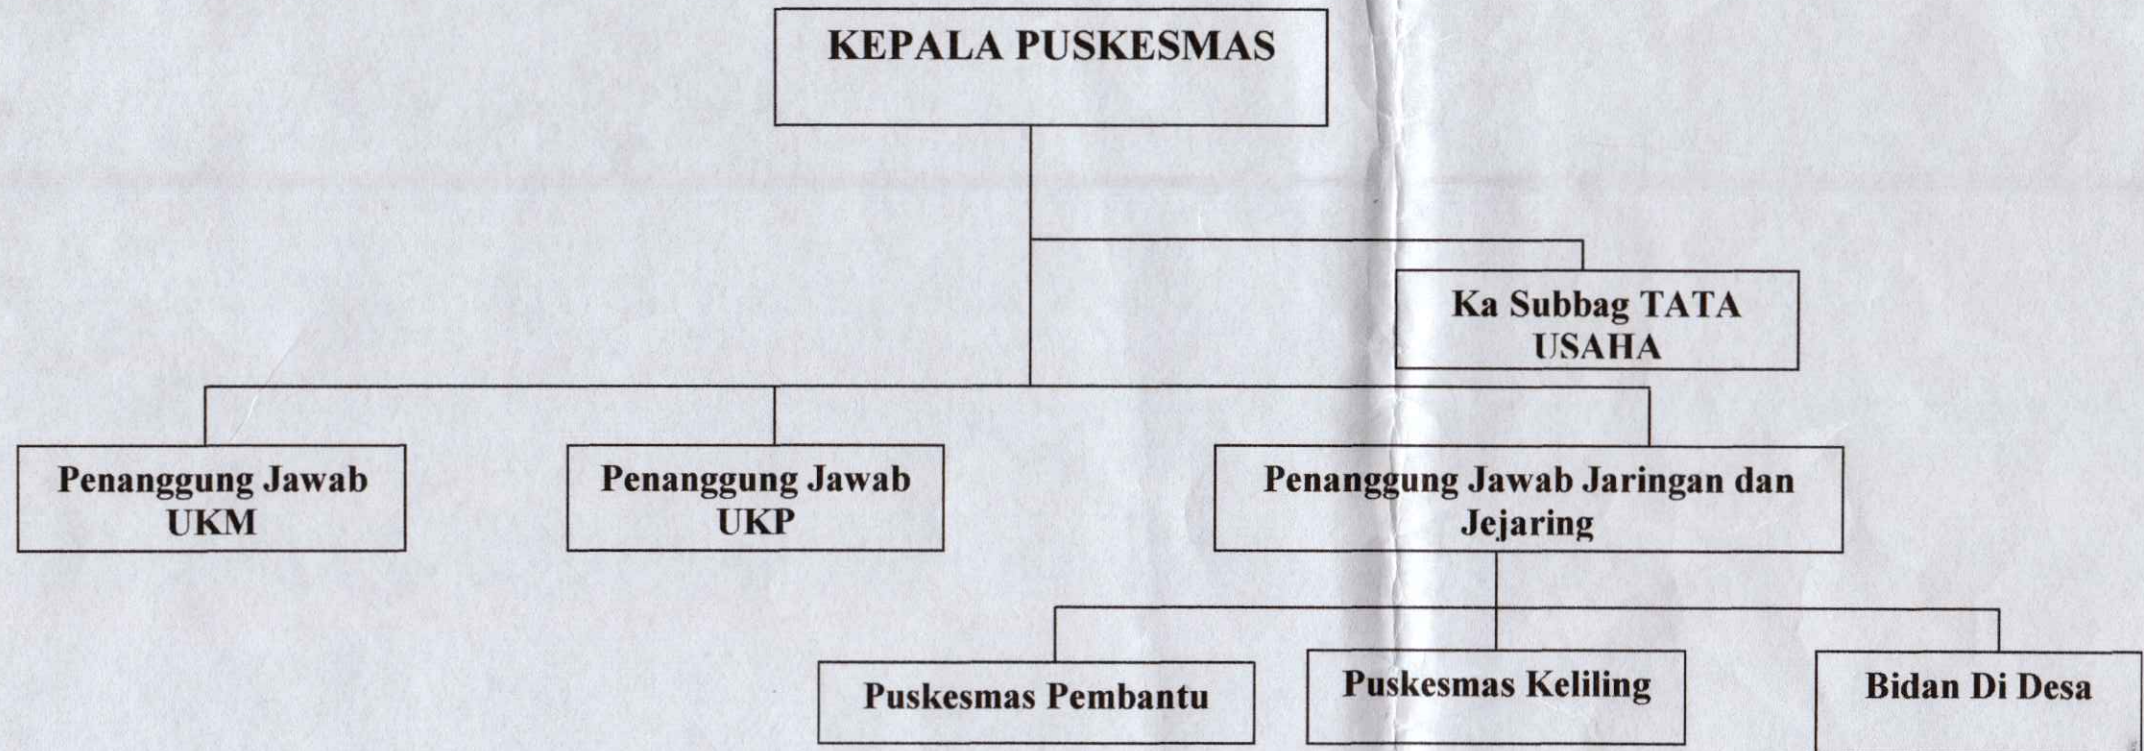 KEPALA PUSKESMAS
Ka Subbag TATA
USAHA
Penanggung Jawab
UKM
Penanggung Jawab
UKP
Penanggung Jawab Jaringan dan
Jejaring
Puskesmas Pembantu
Puskesmas Keliling
Bidan Di Desa